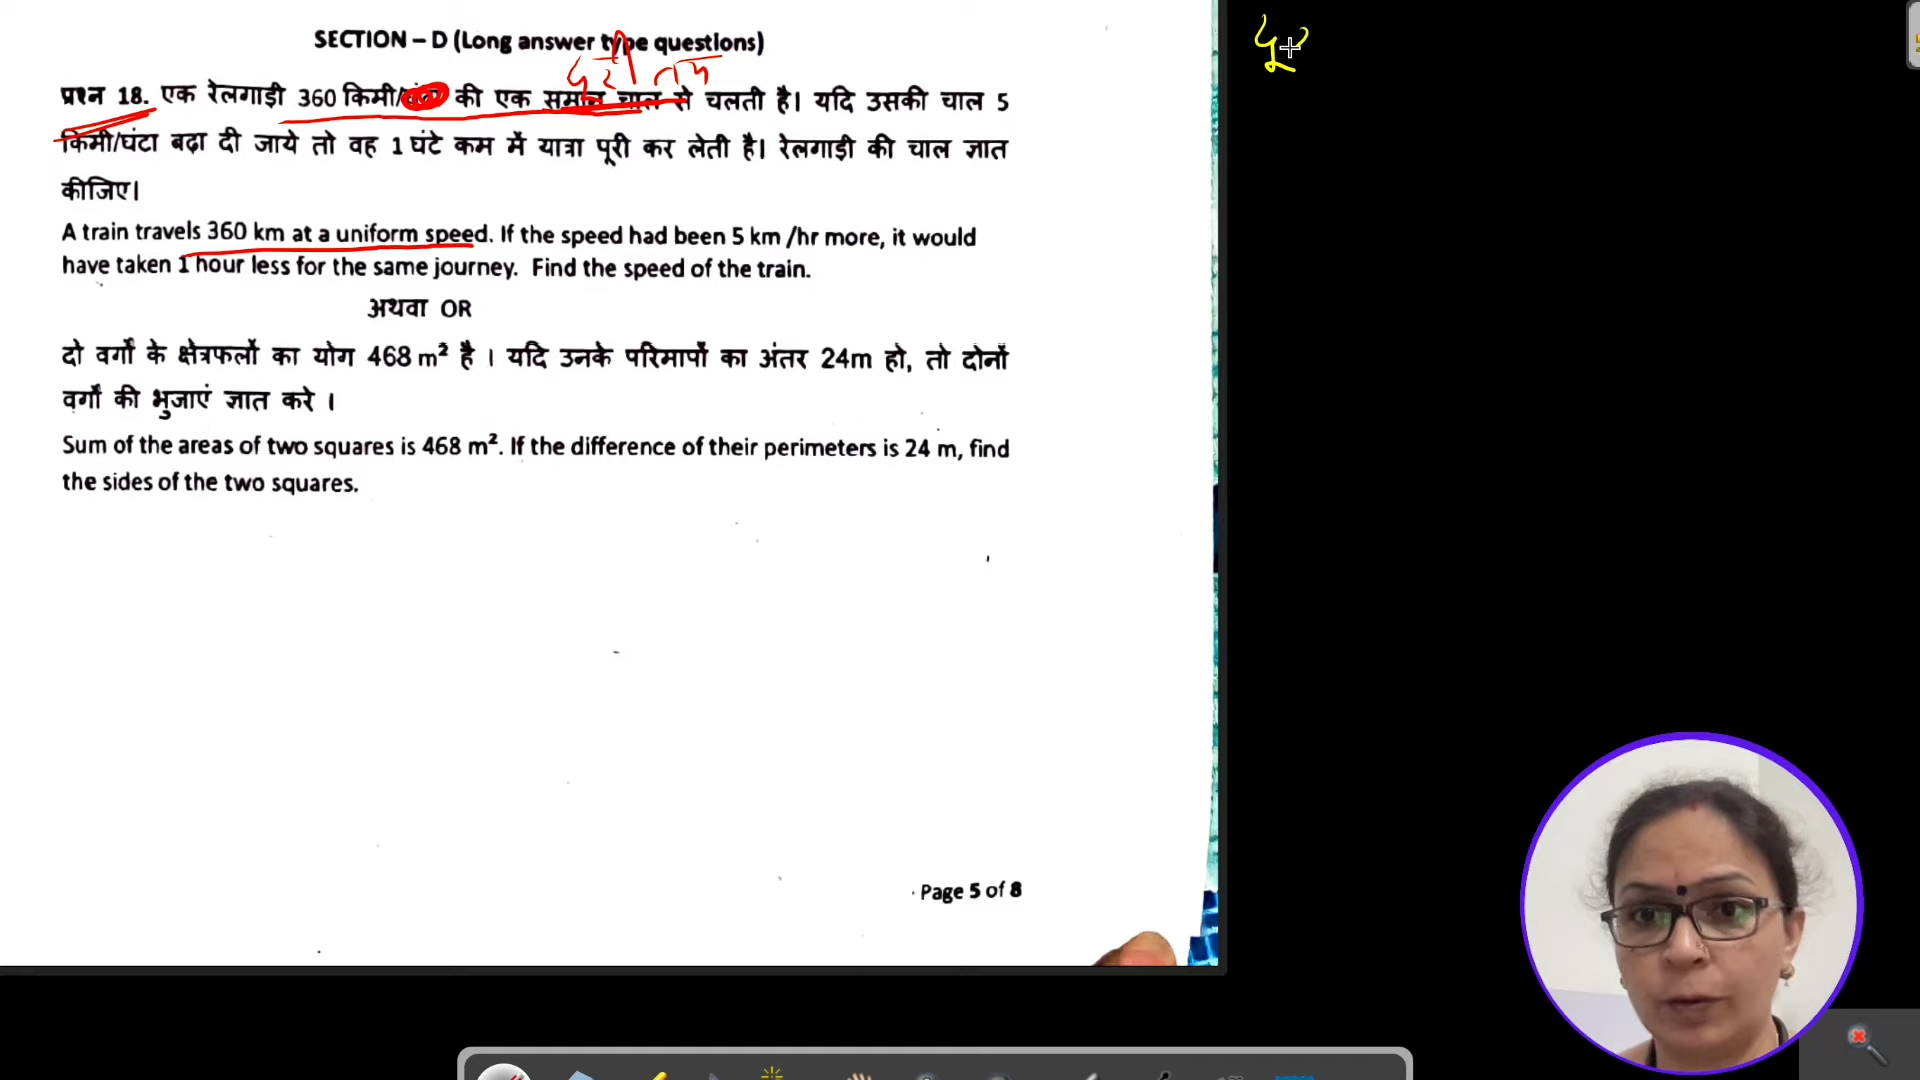 SECTION – D (Long answer type questions)
दूरी तय
प्रश्न 18. एक रेलगाड़ी 360 किमी/ की एक समान चाल से चलती है। यदि उसकी चाल 5
किमी/घंटा बढ़ा दी जाये तो वह 1 घंटे कम में यात्रा पूरी कर लेती है। रेलगाड़ी की चाल ज्ञात
कीजिए।
A train travels 360 km at a uniform speed. If the speed had been 5 km /hr more, it would
have taken 1 hour less for the same journey. Find the speed of the train.
अथवा OR
दो वर्गों के क्षेत्रफलों का योग 468 m² है । यदि उनके परिमापों का अंतर 24m हो, तो दोनों
वर्गों की भुजाएं ज्ञात करे ।
Sum of the areas of two squares is 468 m². If the difference of their perimeters is 24 m, find
the sides of the two squares.
Page 5 of 8